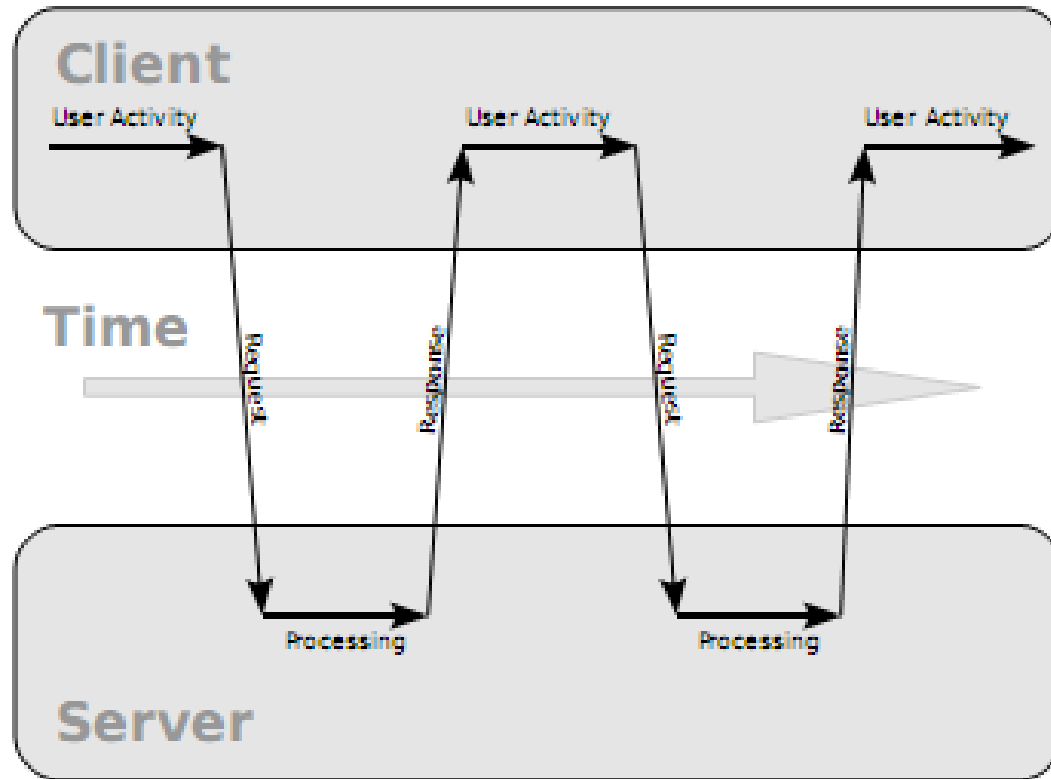 Client
User Activity
User Activity
User Activity
Time
Request
Response
Request
Response
Processing
Processing
Server